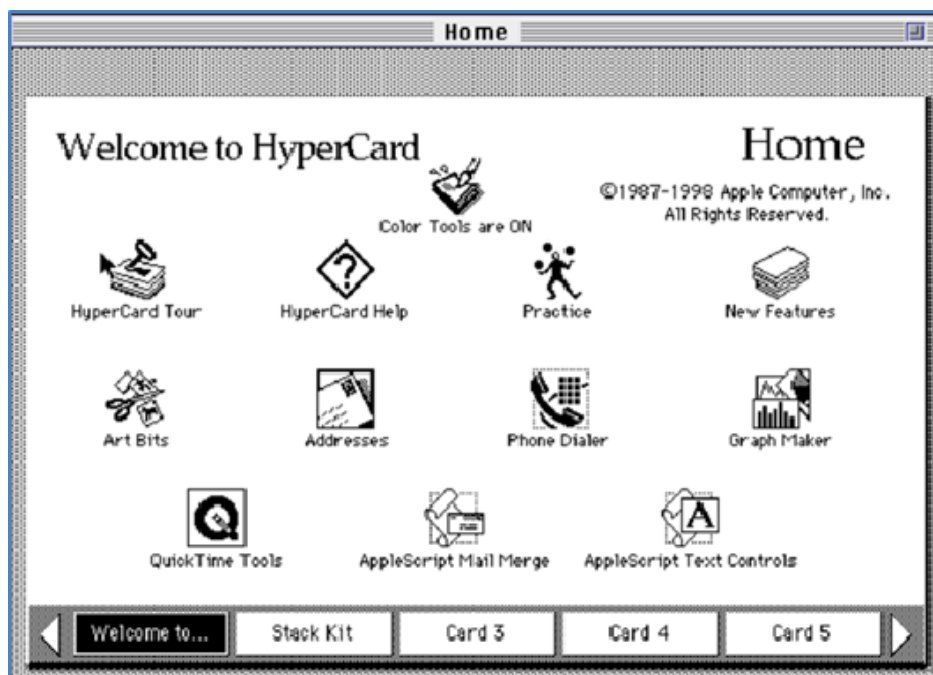 Home
Welcome to HyperCard
Home
©1987-1998 Apple Computer, Inc.
All Rights Reserved.
Color Tools are ON
HyperCard Tour
HyperCard Help
Practice
New Features
Art Bits
Addresses
Phone Dialer
Graph Maker
QuickTime Tools
AppleScript Mail Merge
AppleScript Text Controls
Welcome to...
Stack Kit
Card 3
Card 4
Card 5